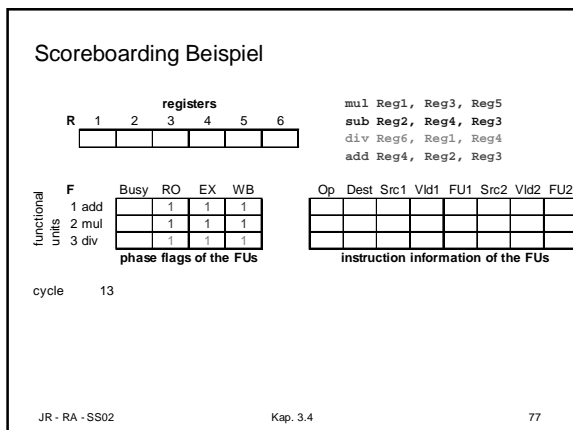 Scoreboarding Beispiel
registers
R 1 2 3 4 5 6
mul Reg1, Reg3, Reg5
sub Reg2, Reg4, Reg3
div Reg6, Reg1, Reg4
add Reg4, Reg2, Reg3
functional units
F Busy RO EX WB
1 add 1 1 1
2 mul 1 1 1
3 div 1 1 1
phase flags of the FUs
Op Dest Src1 Vld1 FU1 Src2 Vld2 FU2
instruction information of the FUs
cycle 13
JR - RA - SS02 Kap. 3.4 77